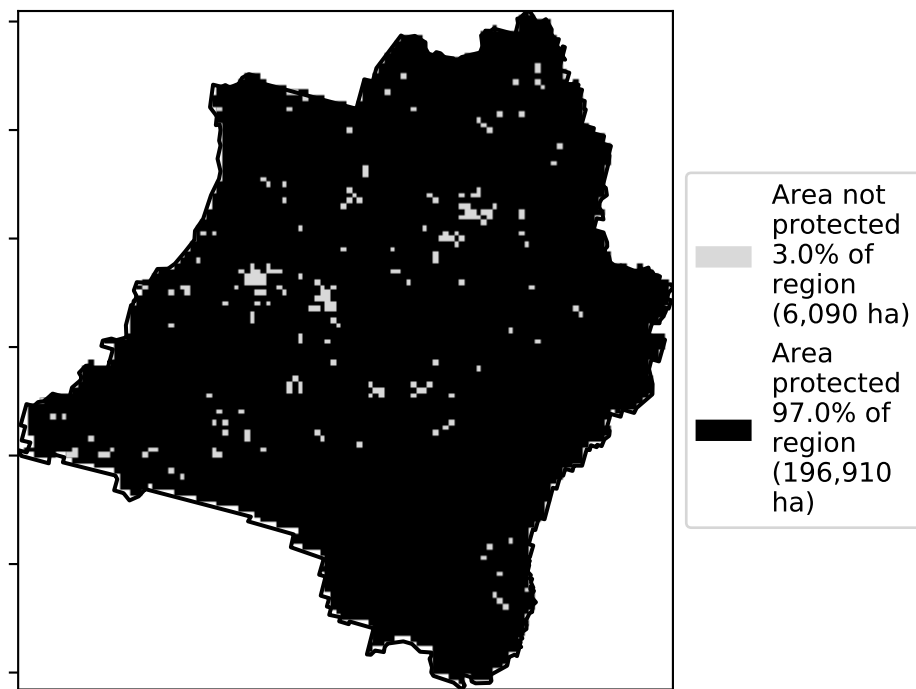 Area not
protected
3.0% of
region
(6,090 ha)
Area
protected
97.0% of
region
(196,910
ha)